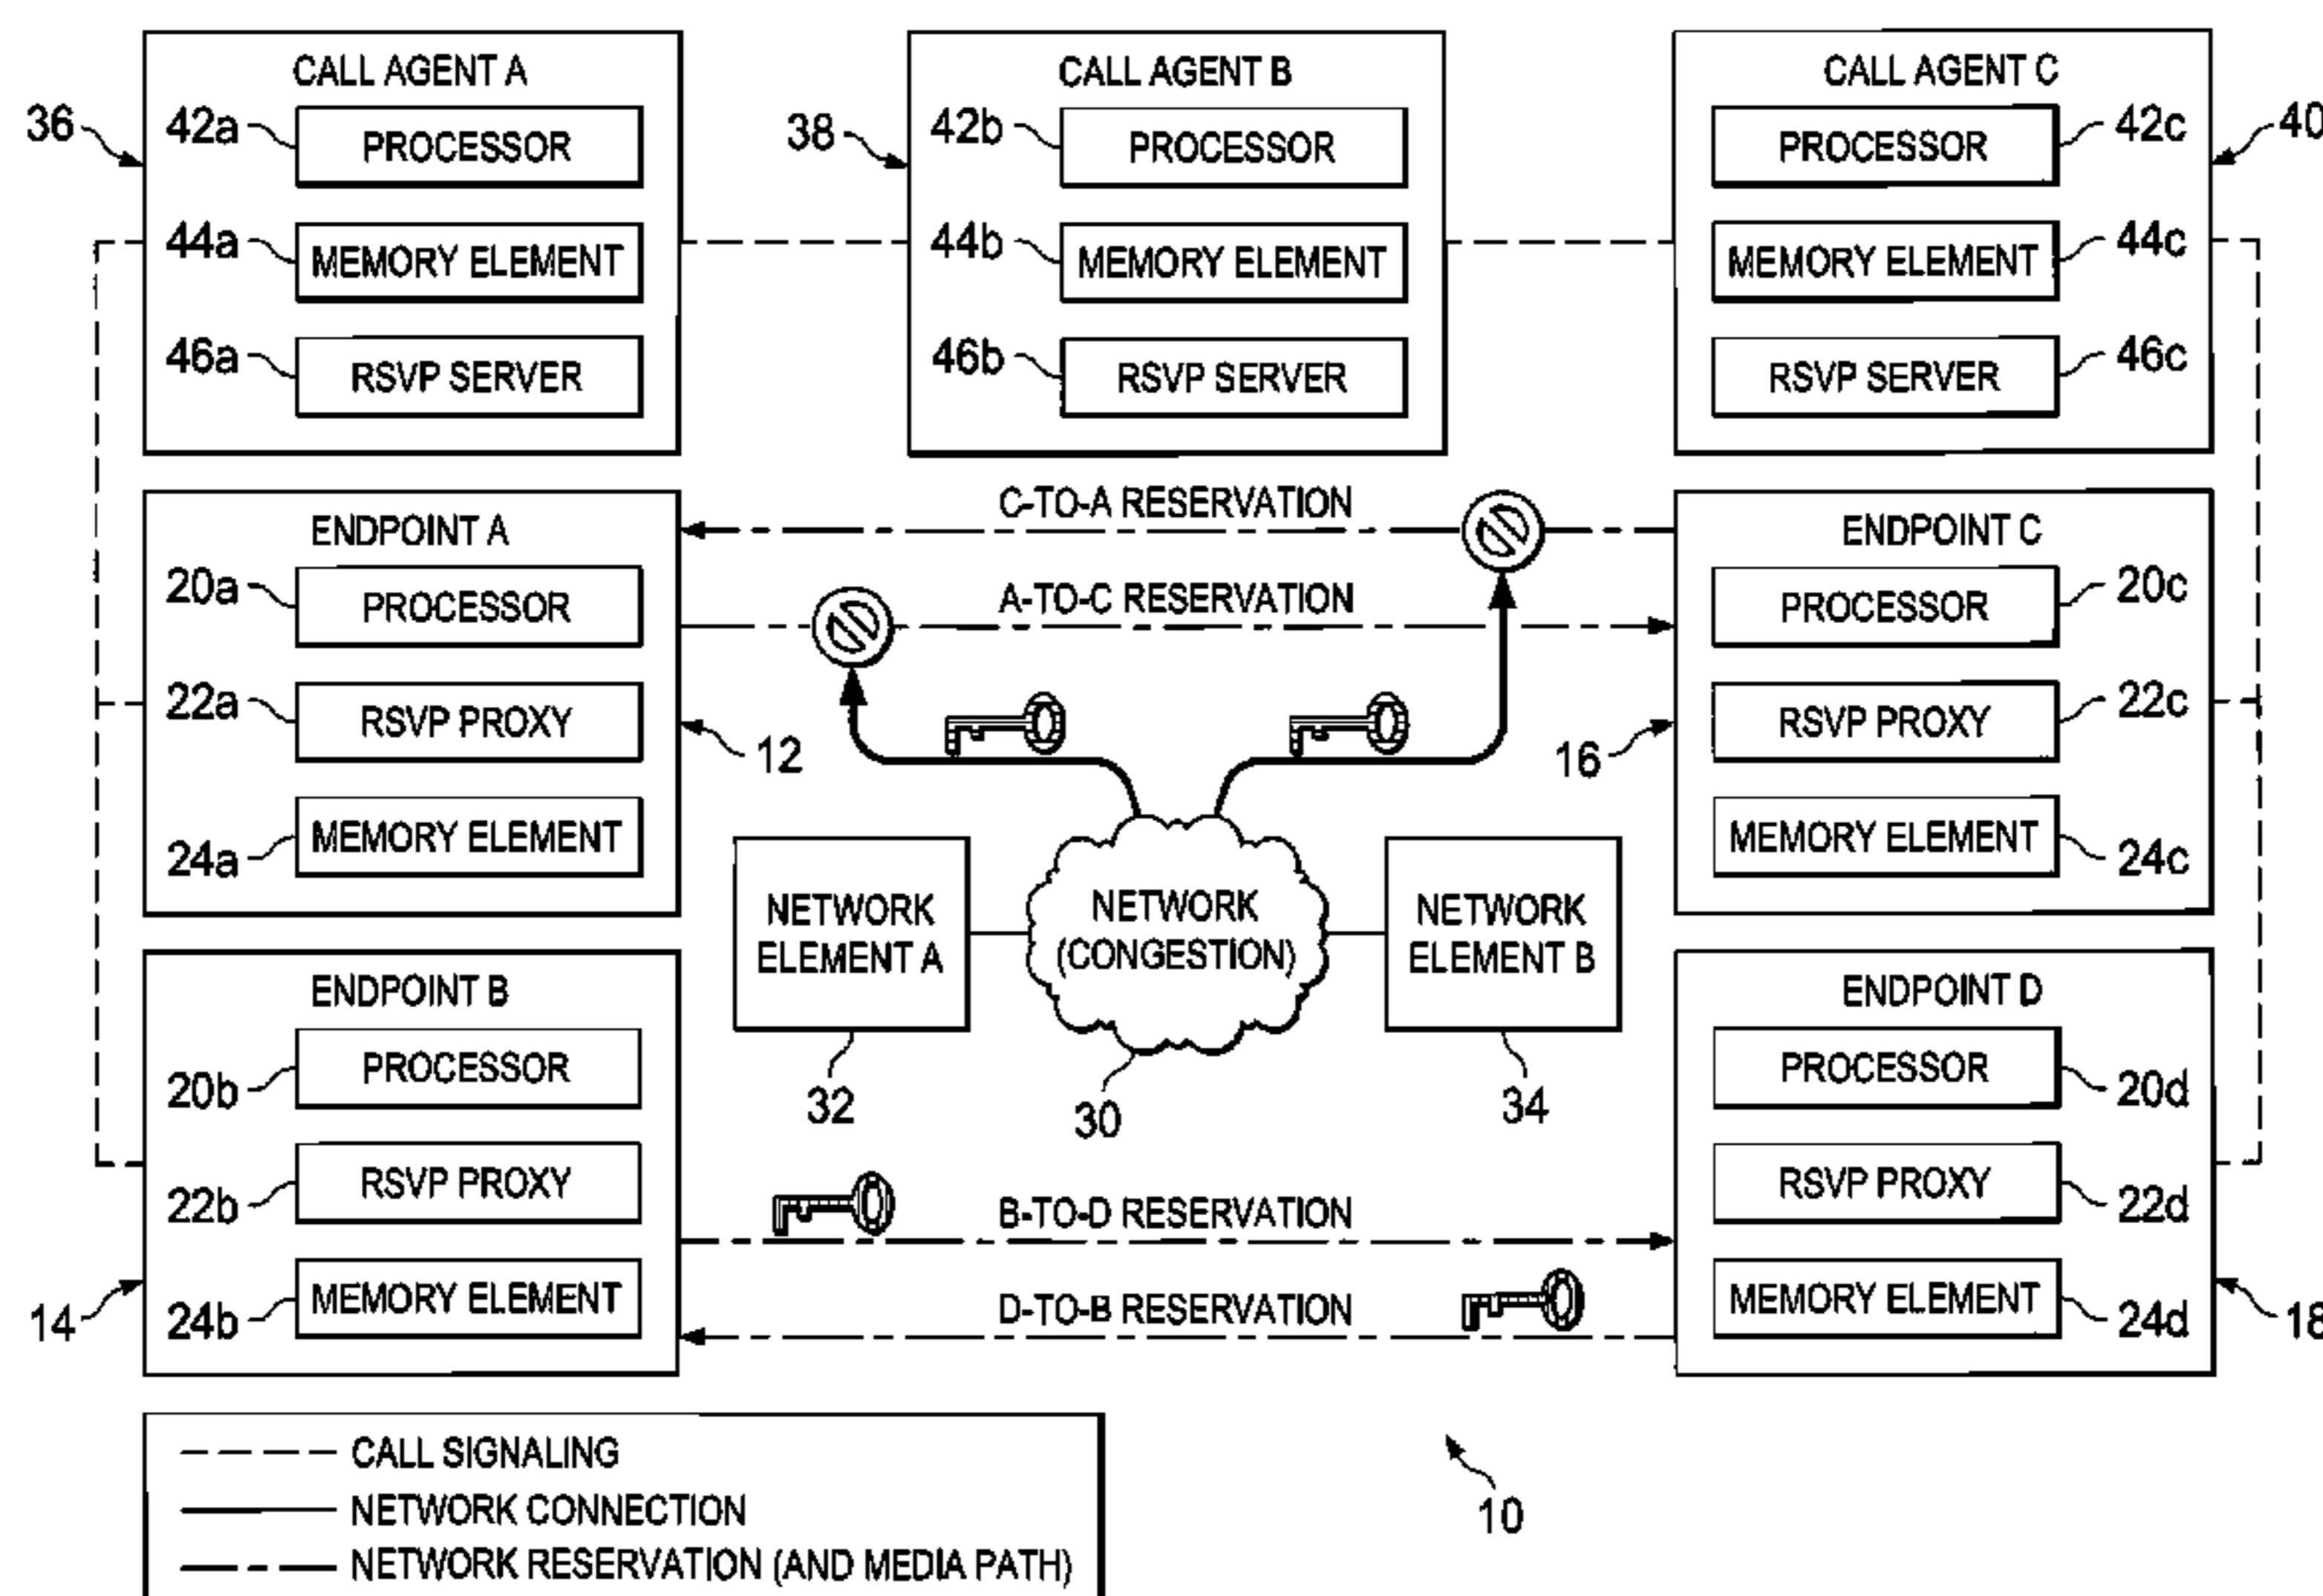 CALL AGENT A
36
42a
PROCESSOR
44a
MEMORY ELEMENT
46a
RSVP SERVER
CALL AGENT B
38
42b
PROCESSOR
44b
MEMORY ELEMENT
46b
RSVP SERVER
CALL AGENT C
PROCESSOR
42c
40
MEMORY ELEMENT
44c
RSVP SERVER
46c
ENDPOINT A
20a
PROCESSOR
22a
RSVP PROXY
12
24a
MEMORY ELEMENT
C-TO-A RESERVATION
A-TO-C RESERVATION
ENDPOINT C
PROCESSOR
20c
16
RSVP PROXY
22c
MEMORY ELEMENT
24c
NETWORK
ELEMENT A
32
NETWORK
(CONGESTION)
30
NETWORK
ELEMENT B
34
ENDPOINT B
20b
PROCESSOR
22b
RSVP PROXY
14
24b
MEMORY ELEMENT
B-TO-D RESERVATION
D-TO-B RESERVATION
ENDPOINT D
PROCESSOR
20d
RSVP PROXY
22d
MEMORY ELEMENT
24d
18
CALL SIGNALING
NETWORK CONNECTION
NETWORK RESERVATION (AND MEDIA PATH)
10